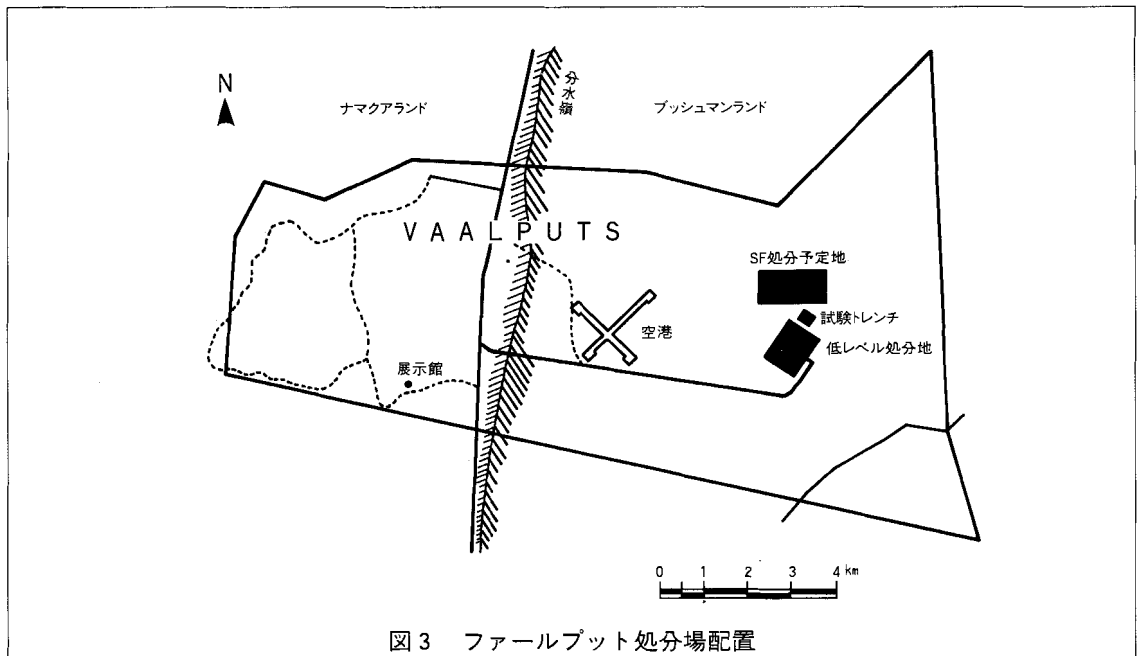 N
ナマクアランド
分水嶺
ブッシュマンランド
VAALPUTS
SF処分予定地
試験トレンチ
低レベル処分地
空港
展示館
0 1 2 3 4 km
図3 ファールプット処分場配置